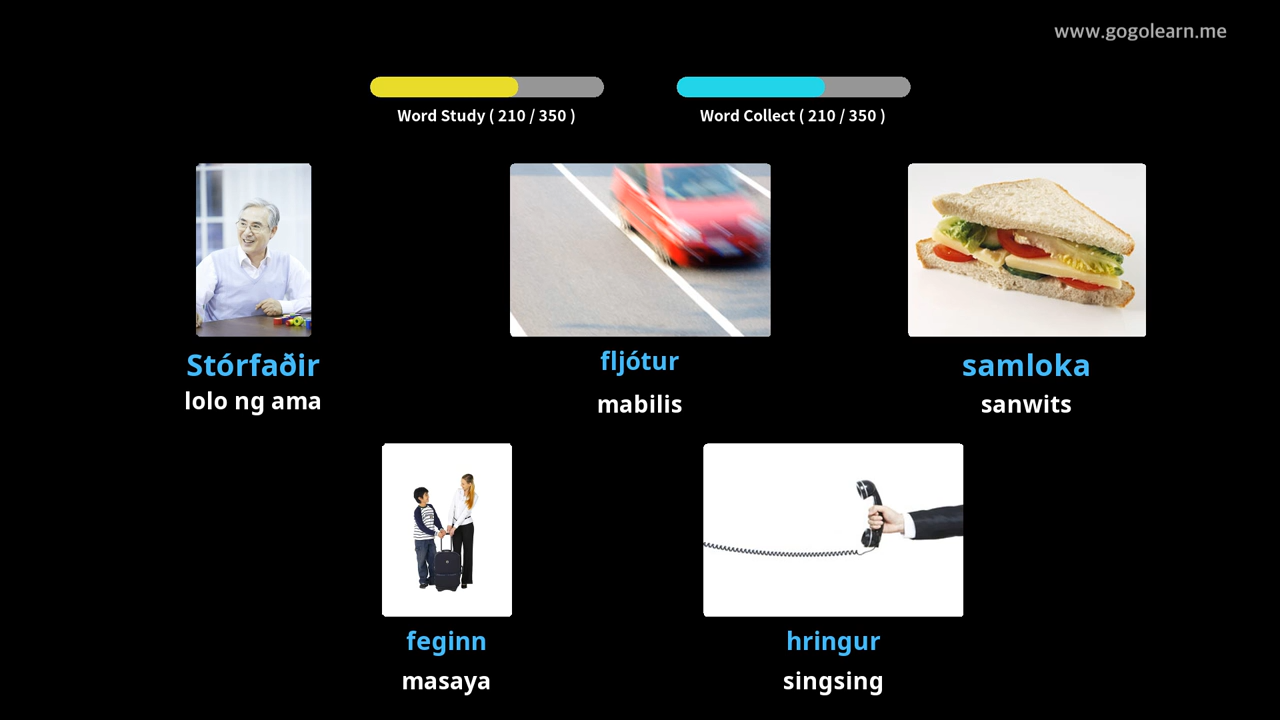 www.gogolearn.me
Word Study ( 210 / 350 )
Word Collect ( 210 / 350 )
Stórfaðir
lolo ng ama
fljótur
mabilis
samloka
sanwits
feginn
masaya
hringur
singsing